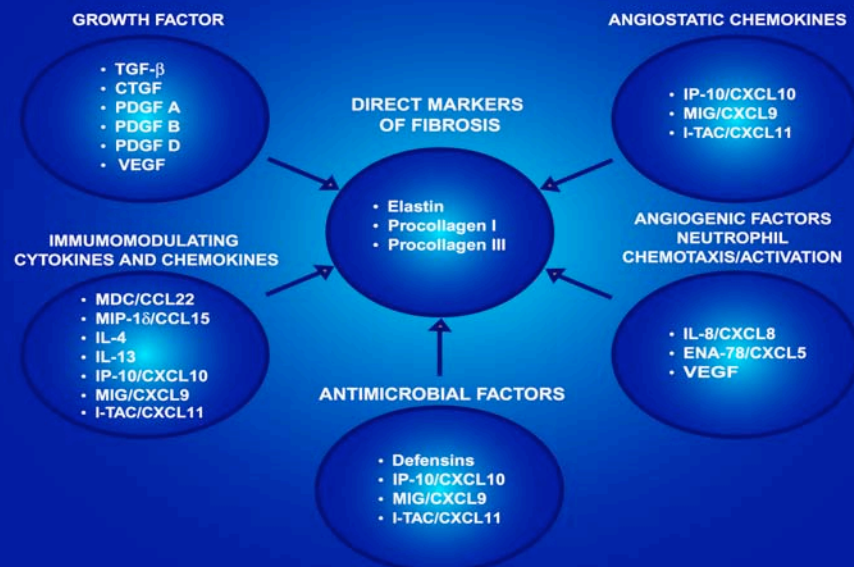 GROWTH FACTOR
• TGF-β
• CTGF
• PDGF A
• PDGF B
• PDGF D
• VEGF
ANGIOSTATIC CHEMOKINES
• IP-10/CXCL10
• MIG/CXCL9
• I-TAC/CXCL11
DIRECT MARKERS
OF FIBROSIS
• Elastin
• Procollagen I
• Procollagen III
IMMUMOMODULATING
CYTOKINES AND CHEMOKINES
• MDC/CCL22
• MIP-1δ/CCL15
• IL-4
• IL-13
• IP-10/CXCL10
• MIG/CXCL9
• I-TAC/CXCL11
ANGIOGENIC FACTORS
NEUTROPHIL
CHEMOTAXIS/ACTIVATION
• IL-8/CXCL8
• ENA-78/CXCL5
• VEGF
ANTIMICROBIAL FACTORS
• Defensins
• IP-10/CXCL10
• MIG/CXCL9
• I-TAC/CXCL11